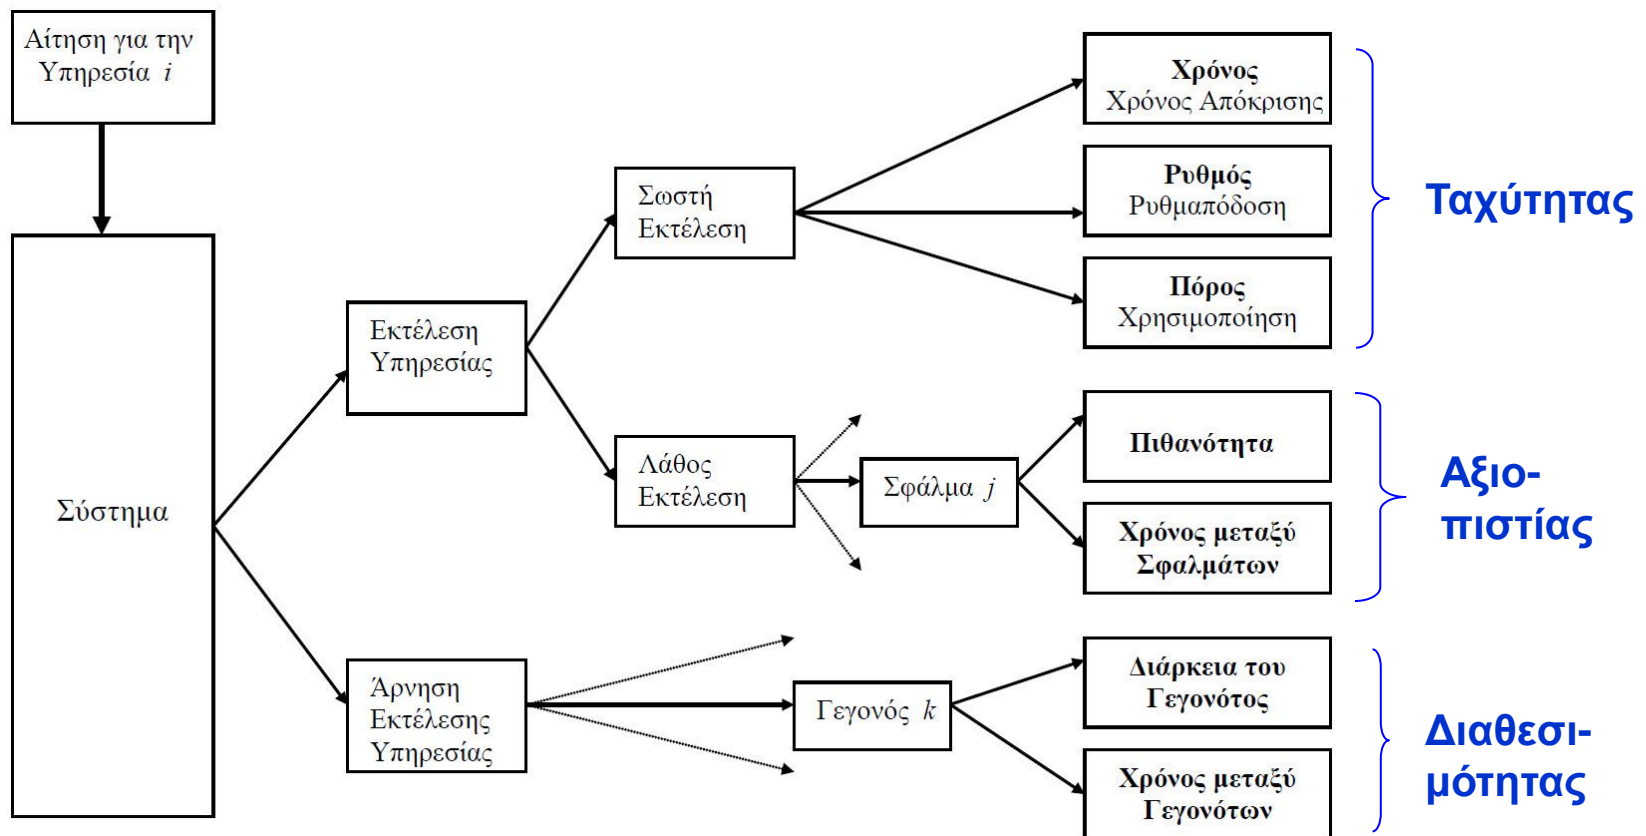 Αίτηση για την
Υπηρεσία i
Σύστημα
Εκτέλεση
Υπηρεσίας
Άρνηση
Εκτέλεσης
Υπηρεσίας
Σωστή
Εκτέλεση
Λάθος
Εκτέλεση
Σφάλμα j
Γεγονός k
Χρόνος
Χρόνος Απόκρισης
Ρυθμός
Ρυθμαπόδοση
Πόρος
Χρησιμοποίηση
Ταχύτητας
Πιθανότητα
Χρόνος μεταξύ
Σφαλμάτων
Αξιο-
πιστίας
Διάρκεια του
Γεγονότος
Χρόνος μεταξύ
Γεγονότων
Διαθεσι-
μότητας